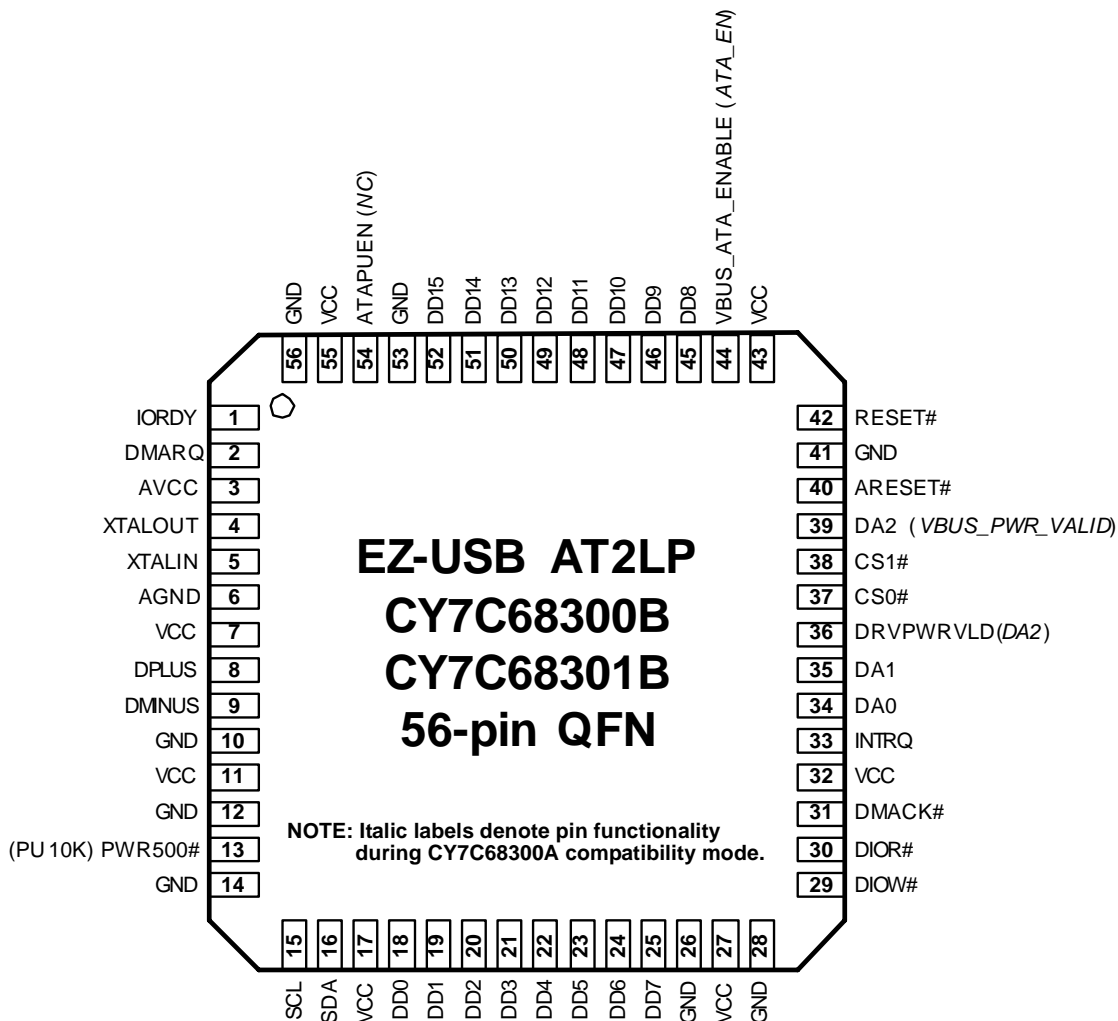 GND
VCC
ATAPUEN (NC)
GND
DD15
DD14
DD13
DD12
DD11
DD10
DD9
DD8
VBUS_ATA_ENABLE (ATA_EN)
VCC
56
55
54
53
52
51
50
49
48
47
46
45
44
43
IORDY 1
DMARQ 2
AVCC 3
XTALOUT 4
XTALIN 5
AGND 6
VCC 7
DPLUS 8
DMINUS 9
GND 10
VCC 11
GND 12
(PU 10K) PWR500# 13
GND 14
EZ-USB AT2LP
CY7C68300B
CY7C68301B
56-pin QFN
NOTE: Italic labels denote pin functionality
during CY7C68300A compatibility mode.
42 RESET#
41 GND
40 ARESET#
39 DA2 (VBUS_PWR_VALID)
38 CS1#
37 CS0#
36 DRVPWRVLD(DA2)
35 DA1
34 DA0
33 INTRQ
32 VCC
31 DMACK#
30 DIOR#
29 DIOW#
15
16
17
18
19
20
21
22
23
24
25
26
27
28
SCL
SDA
VCC
DD0
DD1
DD2
DD3
DD4
DD5
DD6
DD7
GND
VCC
GND